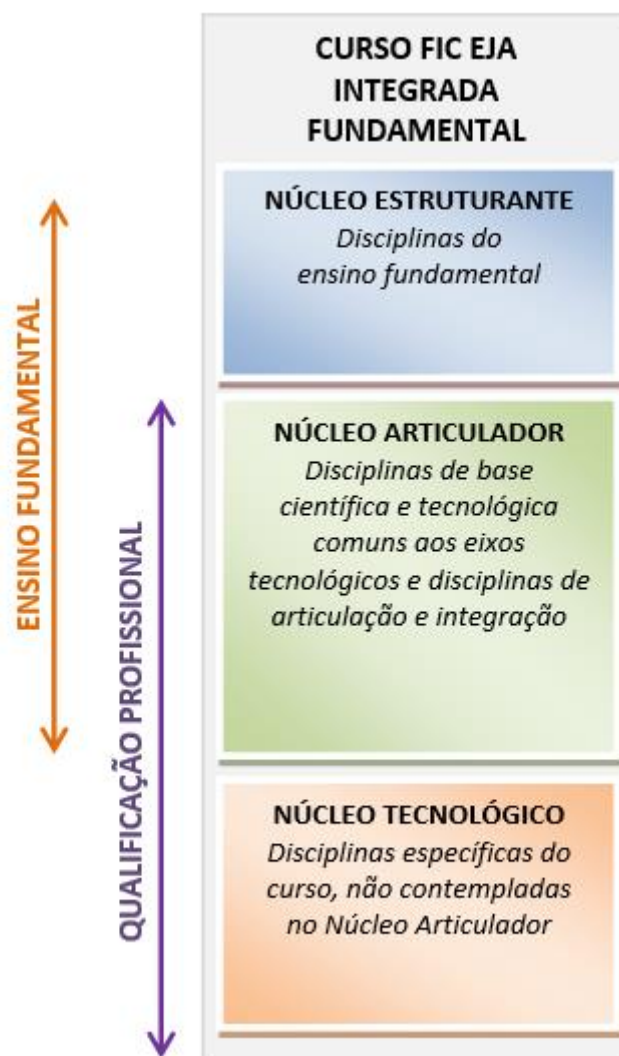 CURSO FIC EJA
INTEGRADA
FUNDAMENTAL
NÚCLEO ESTRUTURANTE
Disciplinas do
ensino fundamental
NÚCLEO ARTICULADOR
Disciplinas de base
científica e tecnológica
comuns aos eixos
tecnológicos e disciplinas de
articulação e integração
NÚCLEO TECNOLÓGICO
Disciplinas específicas do
curso, não contempladas
no Núcleo Articulador
ENSINO FUNDAMENTAL
QUALIFICAÇÃO PROFISSIONAL